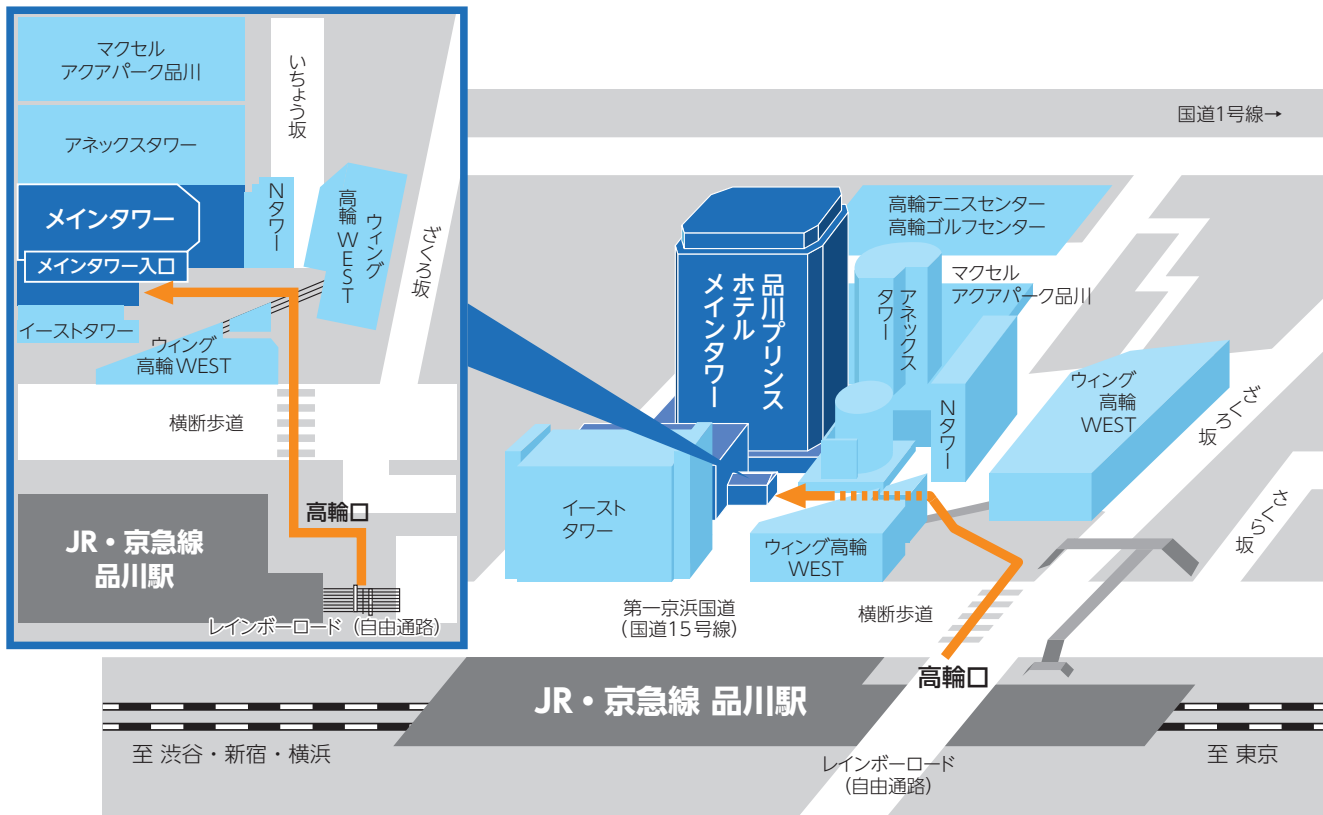 マクセル
アクアパーク品川
アネックスタワー
メインタワー
メインタワー入口
イーストタワー
いちょう坂
Nタワー
ウィング
高輪WEST
ざくろ坂
ウィング
高輪WEST
横断歩道
高輪口
JR・京急線
品川駅
レインボーロード（自由通路）
国道1号線→
高輪テニスセンター
高輪ゴルフセンター
品川プリンス
ホテル
メインタワー
アネックス
タワー
マクセル
アクアパーク品川
Nタワー
ウィング
高輪
WEST
ざくろ坂
さくら坂
イースト
タワー
ウィング高輪
WEST
第一京浜国道
（国道15号線）
横断歩道
高輪口
JR・京急線 品川駅
至 渋谷・新宿・横浜
至 東京
レインボーロード
（自由通路）